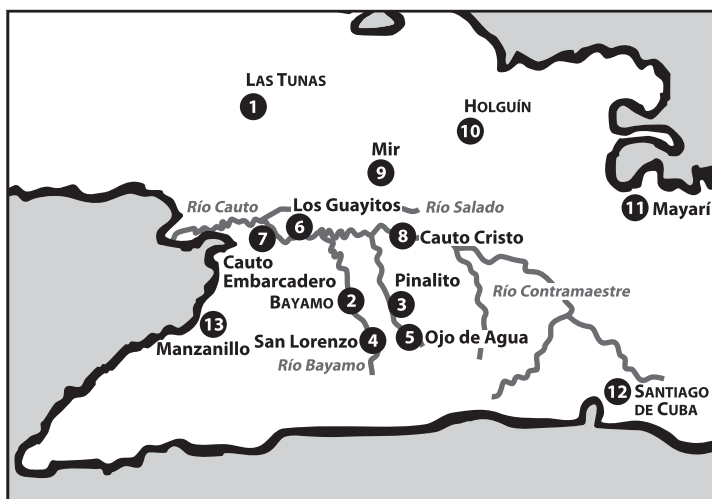 LAS TUNAS
1
HOLGUÍN
10
Mir
9
Río Cauto
Los Guayitos
Río Salado
6
11 Mayarí
7
8 Cauto Cristo
Cauto
Embarcadero
Pinalito
Río Contramaestre
BAYAMO 2
3
13
Manzanillo
San Lorenzo 4
5 Ojo de Agua
Río Bayamo
12 SANTIAGO
DE CUBA